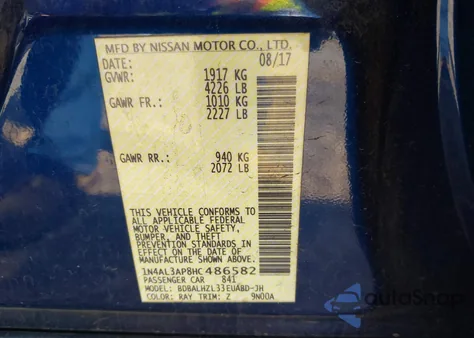 MFD BY NISSAN MOTOR CO., LTD.
DATE: 08/17
GVWR: 1917 KG
4226 LB
GAWR FR.: 1010 KG
2227 LB
GAWR RR.: 940 KG
2072 LB
THIS VEHICLE CONFORMS TO
ALL APPLICABLE FEDERAL
MOTOR VEHICLE SAFETY,
BUMPER, AND THEFT
PREVENTION STANDARDS
IN EFFECT ON THE DATE OF
MANUFACTURE SHOWN ABOVE.
1N4AL3AP8HC486582
PASSENGER CAR 841
MODEL: BDBALHZL33EUABD-JH
COLOR: RAY TRIM: Z 9N00A
autoSnap